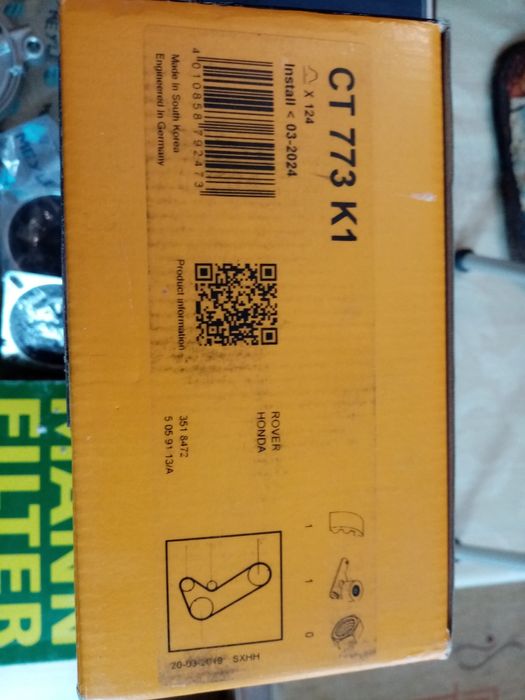 CT 773 K1
X 124
Install < 03-2024
4 010858 792473
Made in South Korea
Engineered in Germany
Product information
ROVER
HONDA
351 8472
5 05 91 13/A
1
1
0
20-03-2019 SXHH
MANN
FILTER